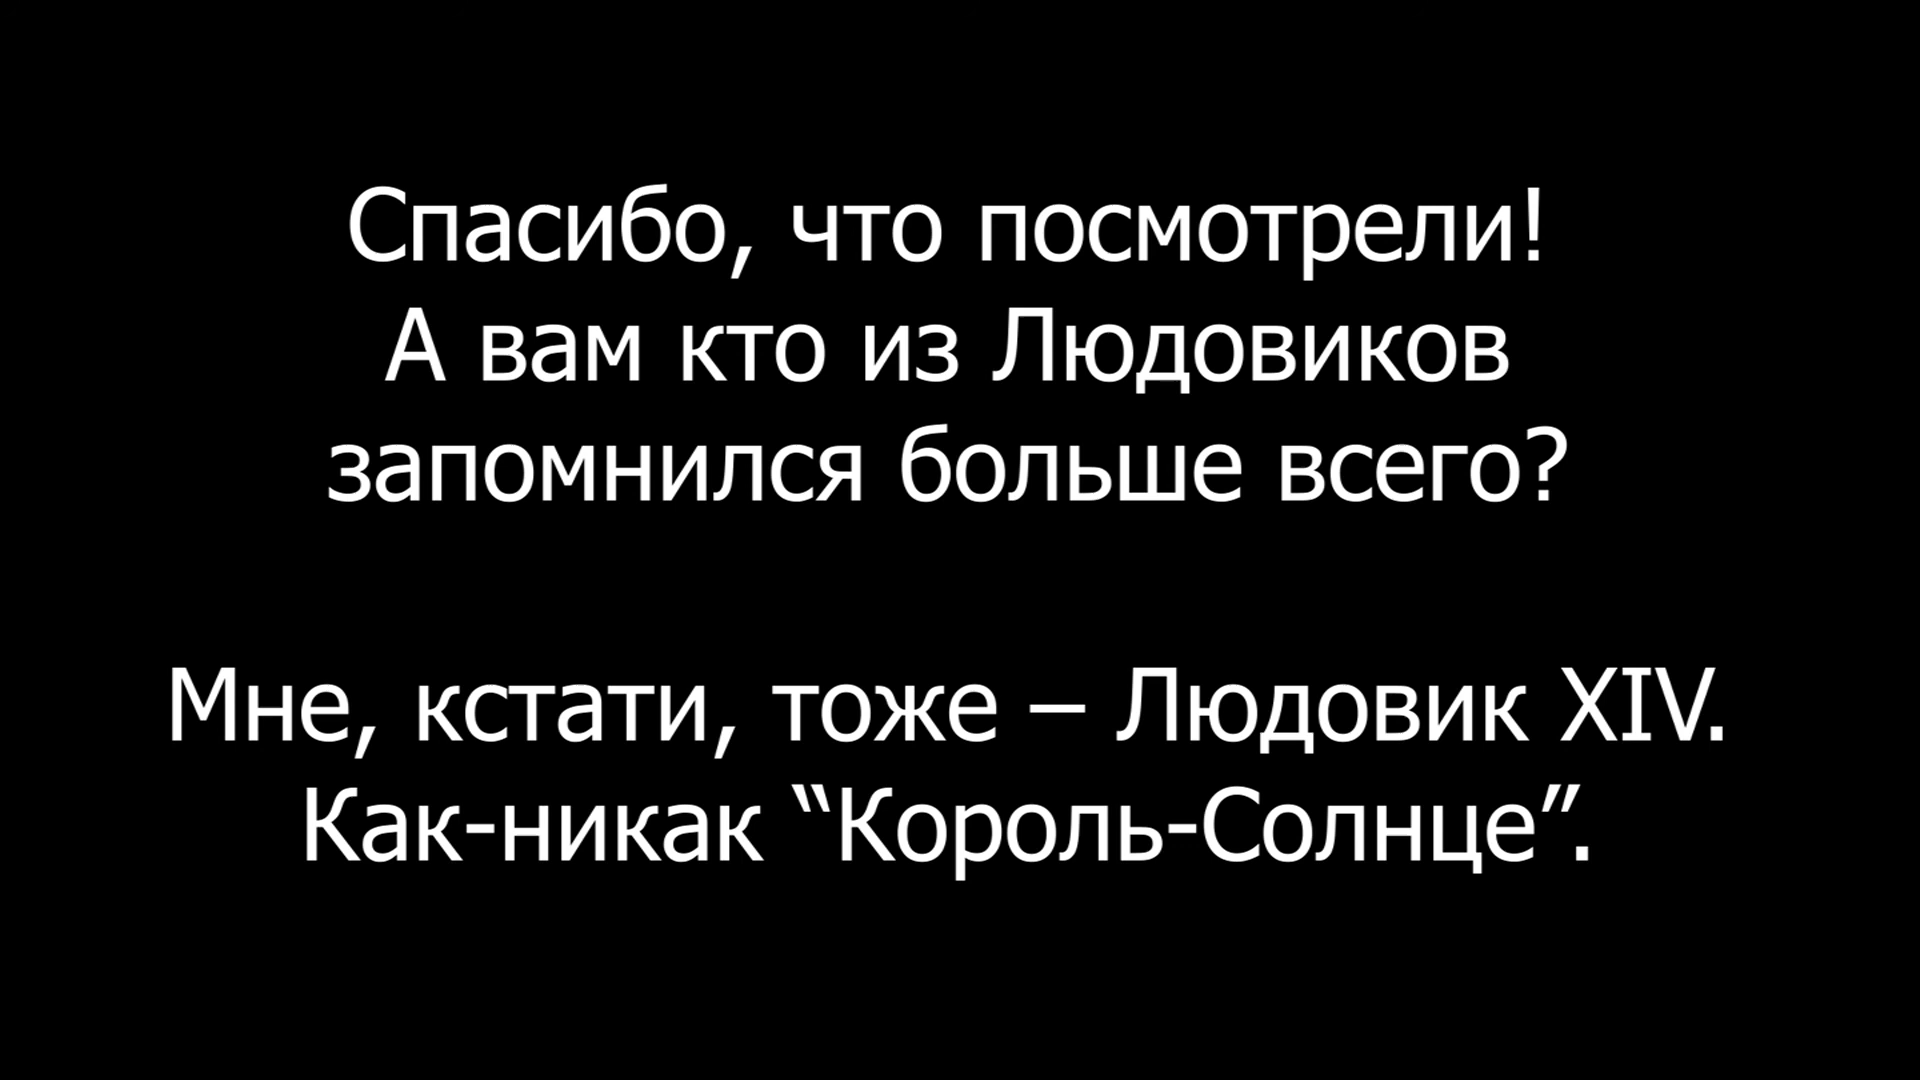 Спасибо, что посмотрели!
А вам кто из Людовиков
запомнился больше всего?
Мне, кстати, тоже – Людовик XIV.
Как-никак “Король-Солнце”.